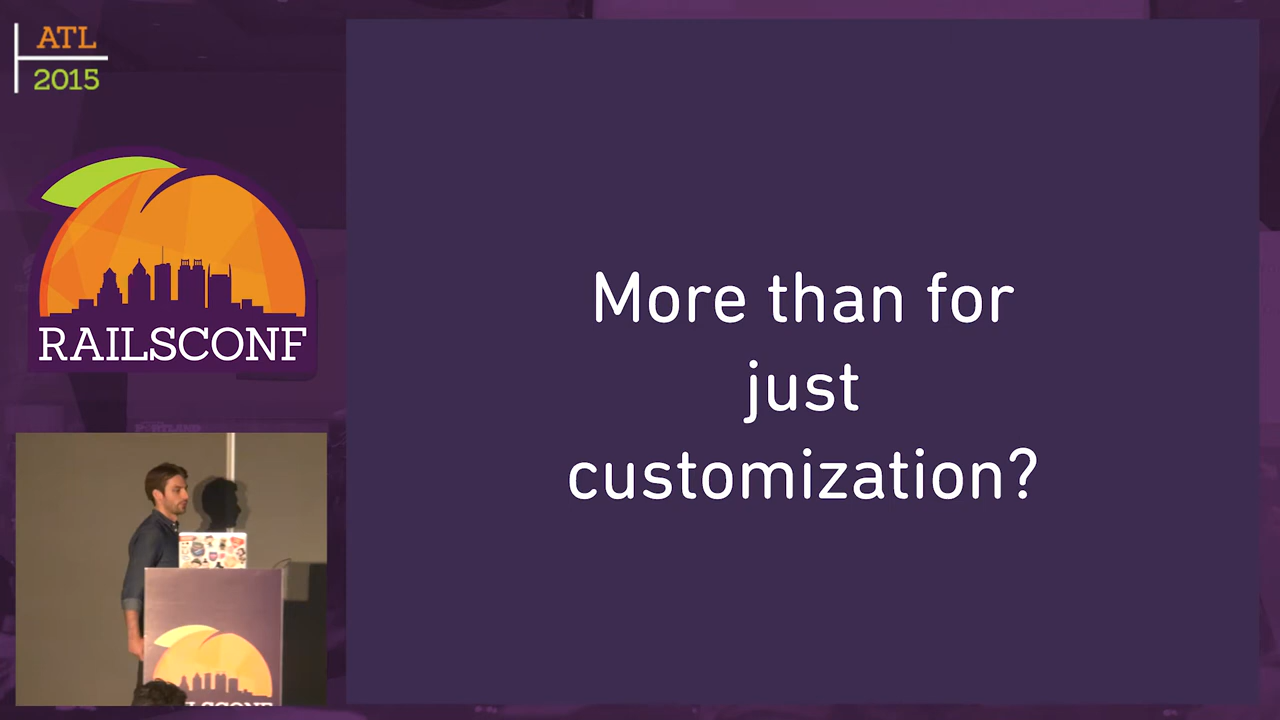 ATL
2015
RAILSCONF
More than for
just
customization?